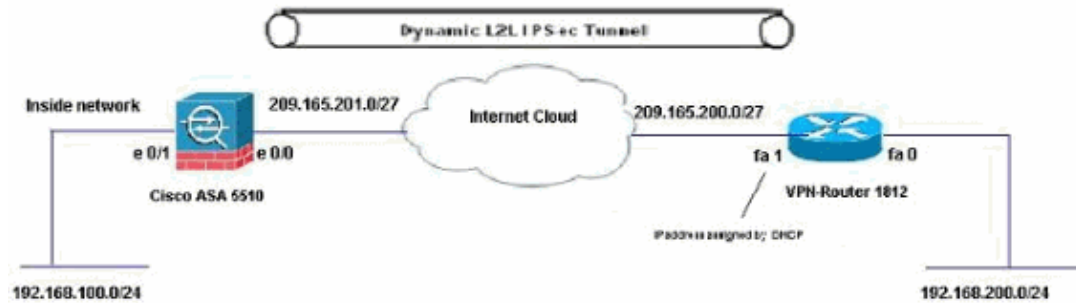 Dynamic L2L IPSec Tunnel
Inside network
209.165.201.0/27
Internet Cloud
209.165.200.0/27
e 0/1
e 0/0
fa 1
fa 0
Cisco ASA 5510
VPN-Router 1812
IP address assigned by DHCP
192.168.100.0/24
192.168.200.0/24